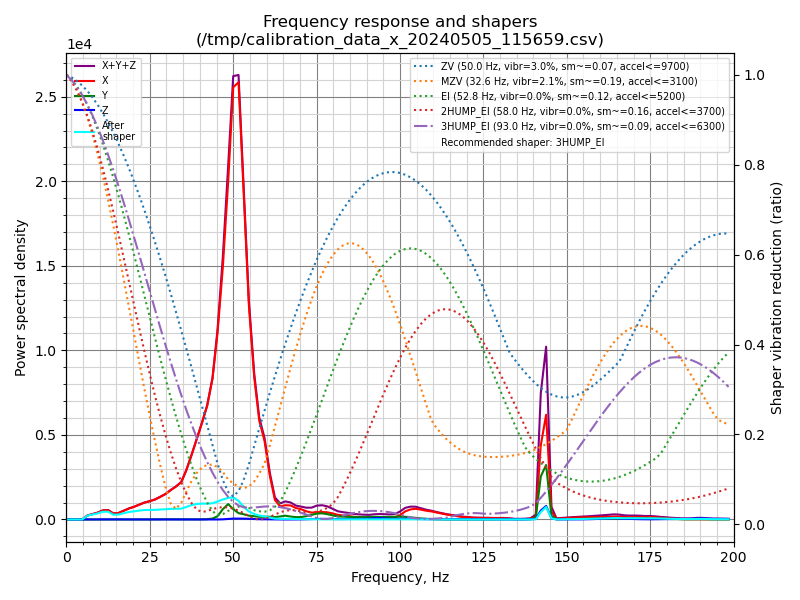 Frequency response and shapers
(/tmp/calibration_data_x_20240505_115659.csv)
1e4
X+Y+Z
X
Y
Z
After
shaper
ZV (50.0 Hz, vibr=3.0%, sm~=0.07, accel<=9700)
MZV (32.6 Hz, vibr=2.1%, sm~=0.19, accel<=3100)
EI (52.8 Hz, vibr=0.0%, sm~=0.12, accel<=5200)
2HUMP_EI (58.0 Hz, vibr=0.0%, sm~=0.16, accel<=3700)
3HUMP_EI (93.0 Hz, vibr=0.0%, sm~=0.09, accel<=6300)
Recommended shaper: 3HUMP_EI
Power spectral density
2.5
2.0
1.5
1.0
0.5
0.0
1.0
0.8
0.6
0.4
0.2
0.0
Shaper vibration reduction (ratio)
0 25 50 75 100 125 150 175 200
Frequency, Hz